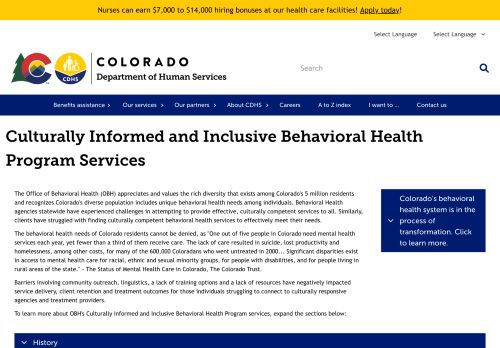 Nurses can earn $7,000 to $14,000 hiring bonuses at our health care facilities! Apply today!
Select Language Select Language
COLORADO
Department of Human Services
CDHS
Search
Benefits assistance Our services Our partners About CDHS Careers A to Z index I want to ... Contact us
Culturally Informed and Inclusive Behavioral Health
Program Services
The Office of Behavioral Health (OBH) appreciates and values the rich diversity that exists among Colorado's 5 million residents
and recognizes Colorado's diverse population includes unique behavioral health needs among individuals. Behavioral Health
agencies statewide have experienced challenges in attempting to provide effective, culturally competent services to all. Similarly,
clients have struggled with finding culturally competent behavioral health services to effectively meet their needs.
The behavioral health needs of Colorado residents cannot be denied, as "One out of five people in Colorado need mental health
services each year, yet fewer than a third of them receive care. The lack of care resulted in suicide, lost productivity and
homelessness, among other costs, for many of the 600,000 Coloradans who went untreated in 2000... Significant disparities exist
in access to mental health care for racial, ethnic and sexual minority groups, for people with disabilities, and for people living in
rural areas of the state." - The Status of Mental Health Care in Colorado, The Colorado Trust.
Barriers involving community outreach, linguistics, a lack of training options and a lack of resources have negatively impacted
service delivery, client retention and treatment outcomes for those individuals struggling to connect to culturally responsive
agencies and treatment providers.
To learn more about OBH's Culturally Informed and Inclusive Behavioral Health Program services, expand the sections below:
History
Colorado's behavioral
health system is in the
process of
transformation. Click
to learn more.